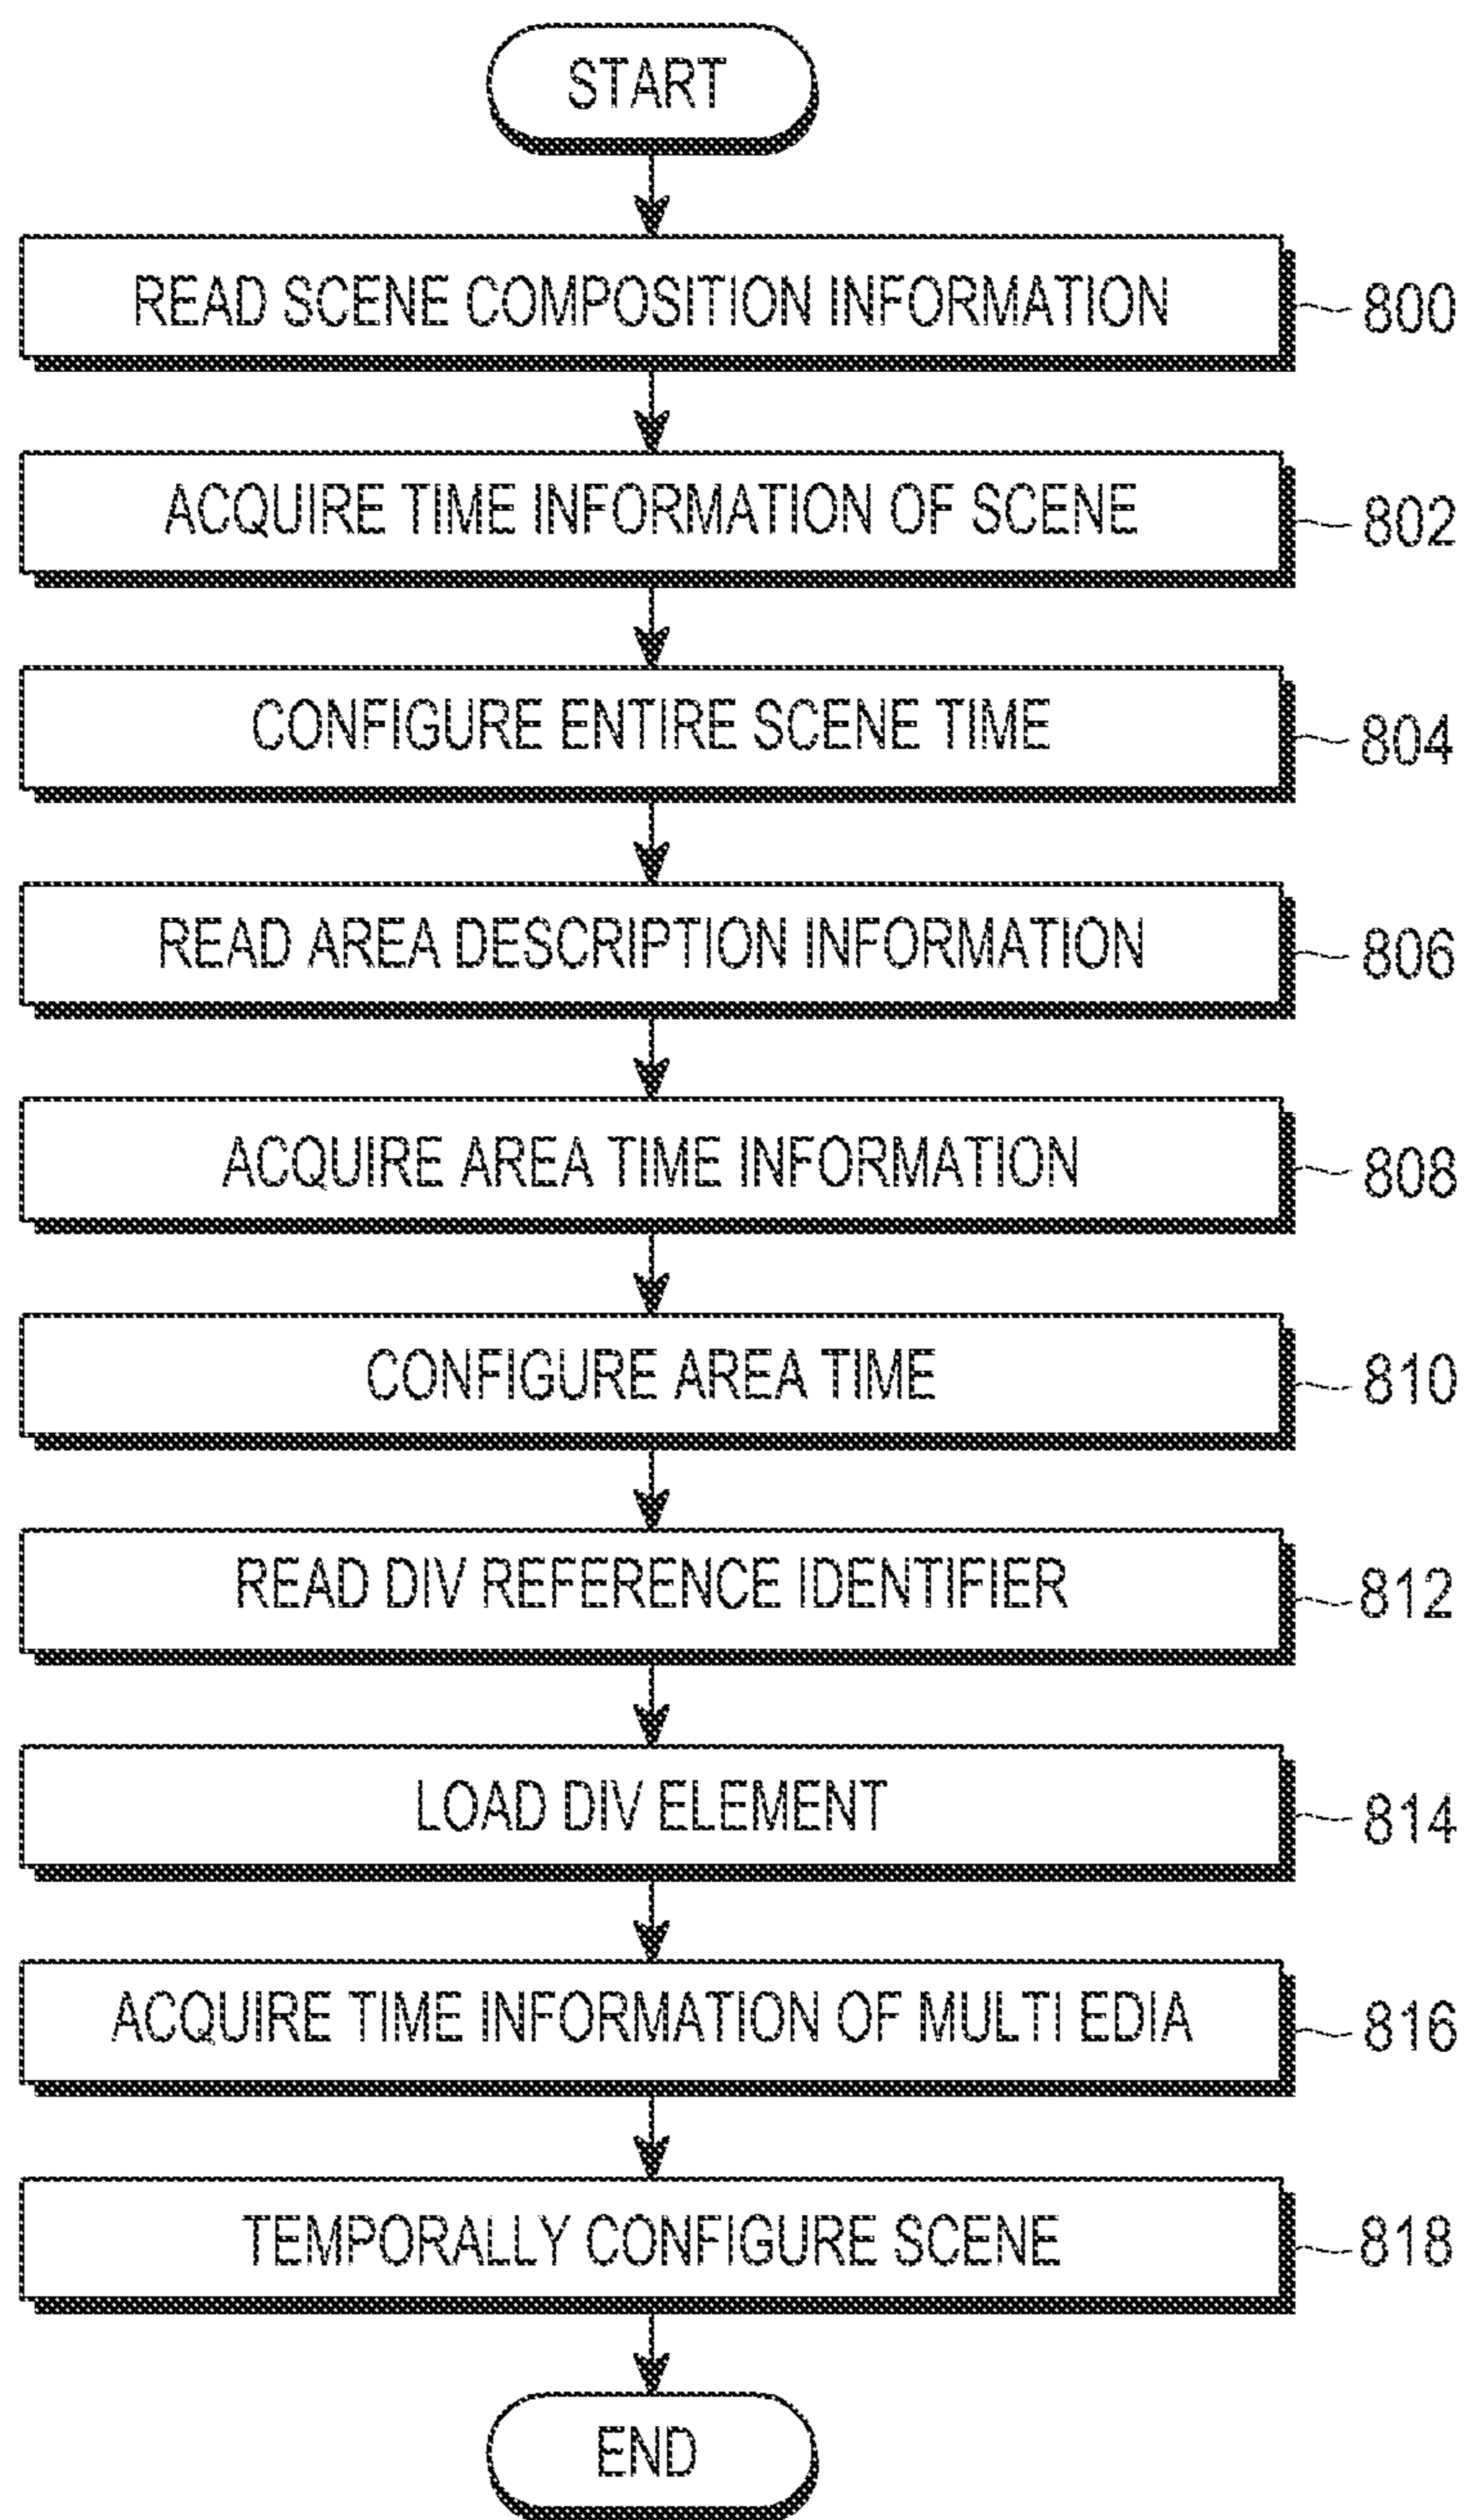 START
READ SCENE COMPOSITION INFORMATION 800
ACQUIRE TIME INFORMATION OF SCENE 802
CONFIGURE ENTIRE SCENE TIME 804
READ AREA DESCRIPTION INFORMATION 806
ACQUIRE AREA TIME INFORMATION 808
CONFIGURE AREA TIME 810
READ DIV REFERENCE IDENTIFIER 812
LOAD DIV ELEMENT 814
ACQUIRE TIME INFORMATION OF MULTI EDIA 816
TEMPORALLY CONFIGURE SCENE 818
END